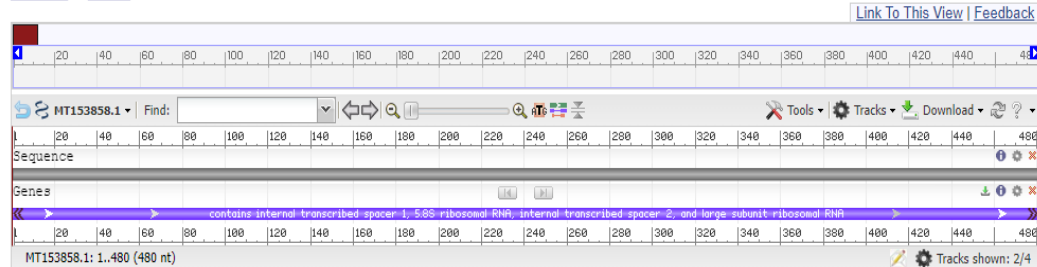 Link To This View | Feedback
20 40 60 80 100 120 140 160 180 200 220 240 260 280 300 320 340 360 380 400 420 440 48
MT153858.1 Find: Tools Tracks Download ?
1 20 40 60 80 100 120 140 160 180 200 220 240 260 280 300 320 340 360 380 400 420 440 480
Sequence
Genes
contains internal transcribed spacer 1, 5.8S ribosomal RNA, internal transcribed spacer 2, and large subunit ribosomal RNA
1 20 40 60 80 100 120 140 160 180 200 220 240 260 280 300 320 340 360 380 400 420 440 480
MT153858.1: 1..480 (480 nt) Tracks shown: 2/4